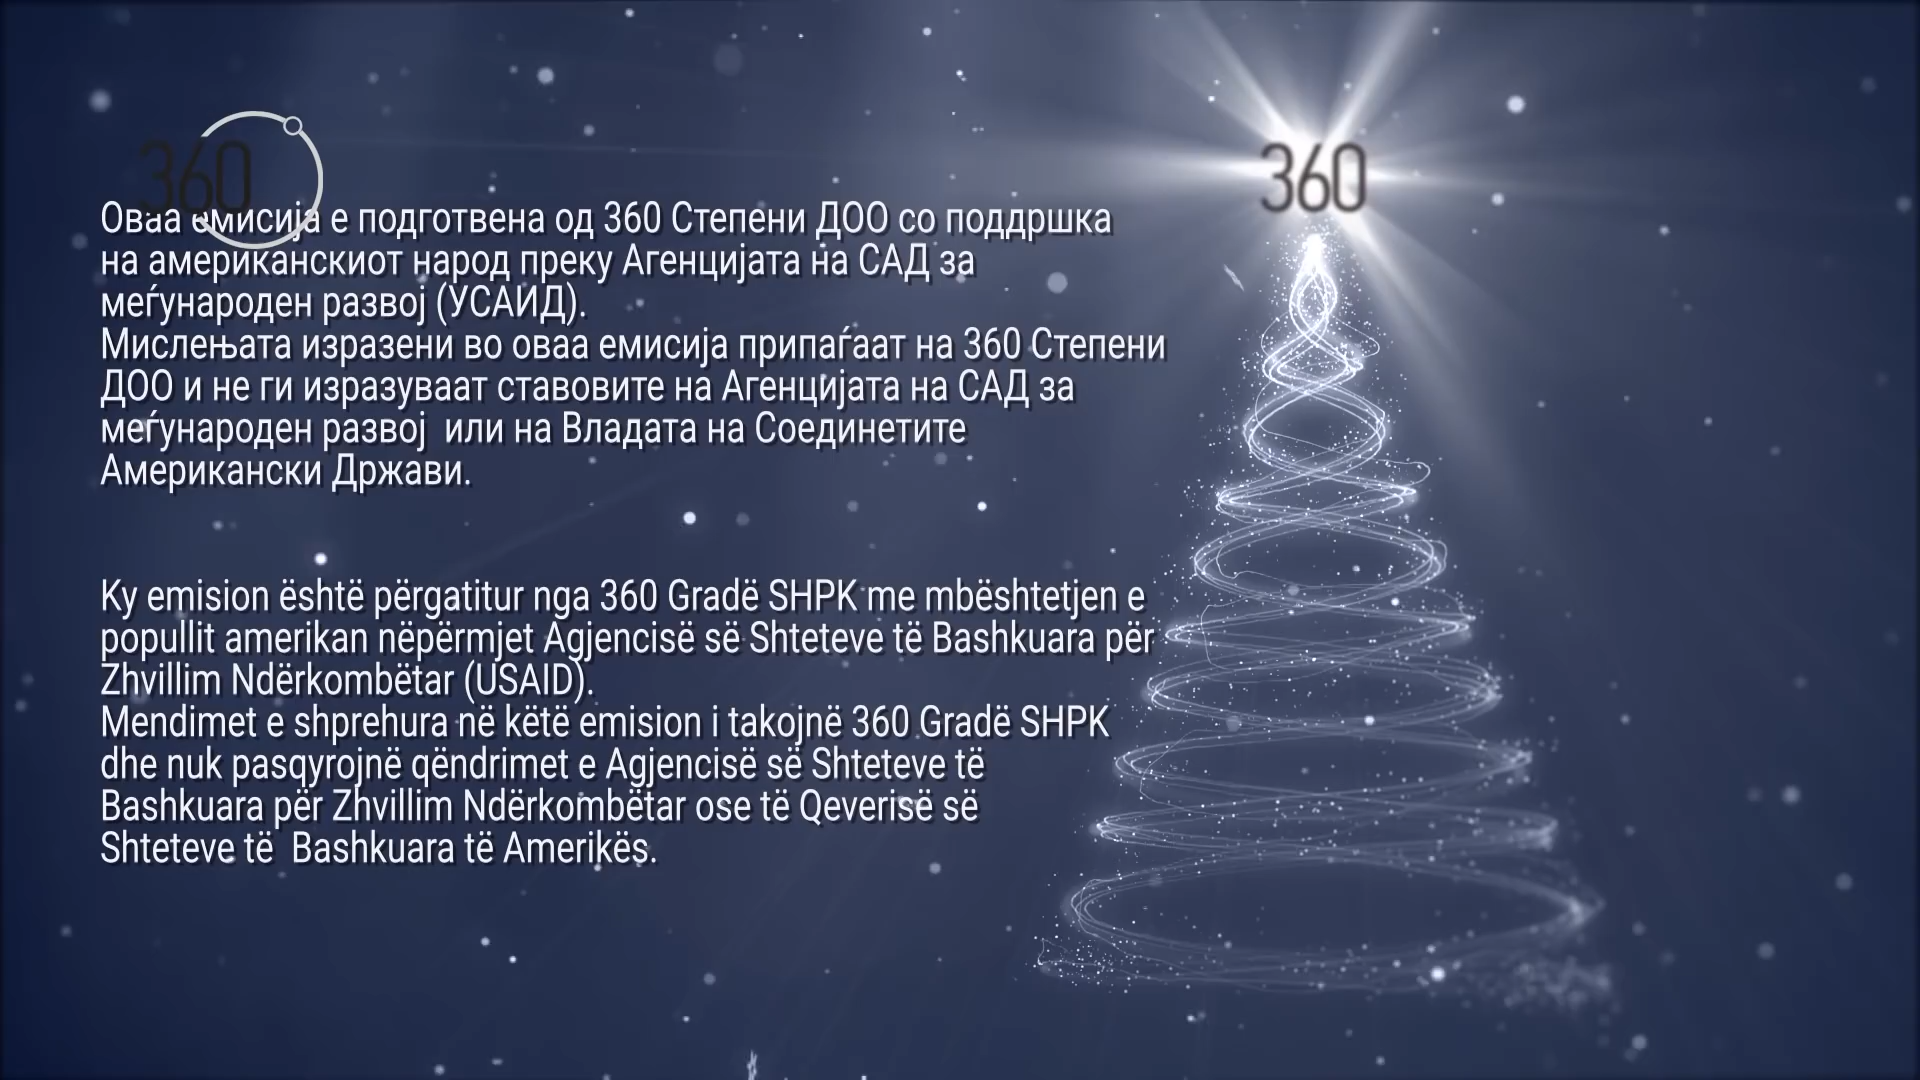 360
360
Оваа емисија е подготвена од 360 Степени ДОО со поддршка
на американскиот народ преку Агенцијата на САД за
меѓународен развој (УСАИД).
Мислењата изразени во оваа емисија припаѓаат на 360 Степени
ДОО и не ги изразуваат ставовите на Агенцијата на САД за
меѓународен развој  или на Владата на Соединетите
Американски Држави.
Ky emision është përgatitur nga 360 Gradë SHPK me mbështetjen e
popullit amerikan nëpërmjet Agjencisë së Shteteve të Bashkuara për
Zhvillim Ndërkombëtar (USAID).
Mendimet e shprehura në këtë emision i takojnë 360 Gradë SHPK
dhe nuk pasqyrojnë qëndrimet e Agjencisë së Shteteve të
Bashkuara për Zhvillim Ndërkombëtar ose të Qeverisë së
Shteteve të  Bashkuara të Amerikës.